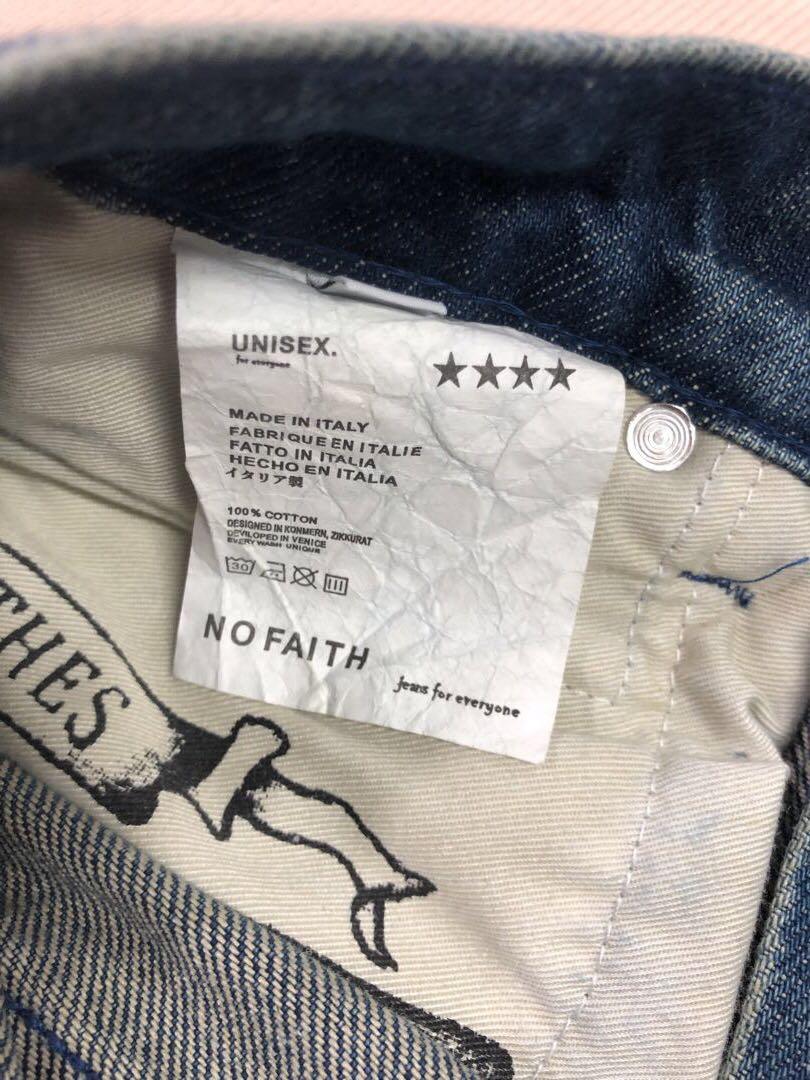 UNISEX.
for everyone
★★★★
MADE IN ITALY
FABRIQUE EN ITALIE
FATTO IN ITALIA
HECHO EN ITALIA
イタリア製
100% COTTON
DESIGNED IN KONMERN, ZIKKURAT
DEVILOPED IN VENICE
EVERY WASH UNIQUE
30
NO FAITH
jeans for everyone
THES